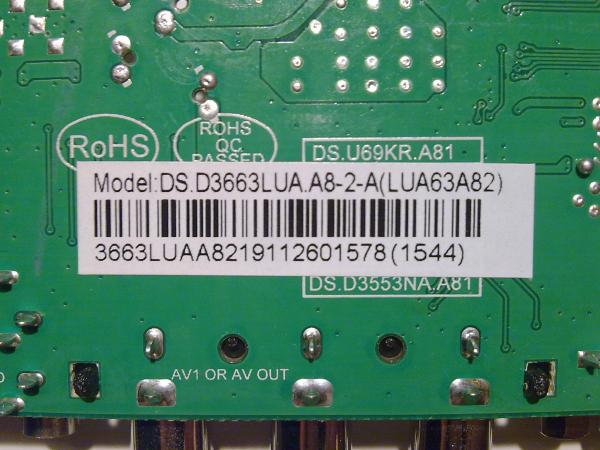 RoHS
ROHS
QC
PASSED
DS.U69KR.A81
Model:DS.D3663LUA.A8-2-A(LUA63A82)
3663LUAA8219112601578(1544)
DS.D3553NA.A81
AV1 OR AV OUT